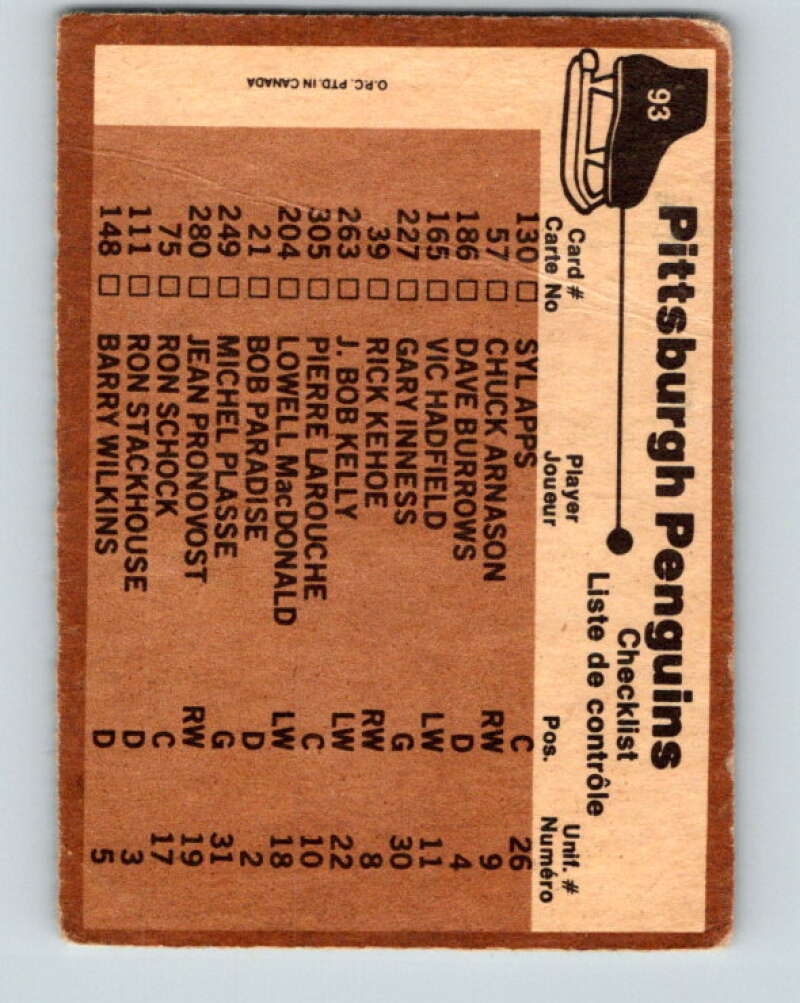 93
Pittsburgh Penguins
Checklist
Liste de contrôle
Card # Player Pos. Unif. #
Carte No Joueur Numéro
130 □ SYL APPS C 26
57 □ CHUCK ARNASON RW 9
186 □ DAVE BURROWS D 4
165 □ VIC HADFIELD LW 11
227 □ GARY INNESS G 30
39 □ RICK KEHOE RW 8
263 □ J. BOB KELLY LW 22
305 □ PIERRE LAROUCHE C 10
204 □ LOWELL MacDONALD LW 18
21 □ BOB PARADISE D 2
249 □ MICHEL PLASSE G 31
280 □ JEAN PRONOVOST RW 19
75 □ RON SCHOCK C 17
111 □ RON STACKHOUSE D 3
148 □ BARRY WILKINS D 5
O.P.C. PTD. IN CANADA